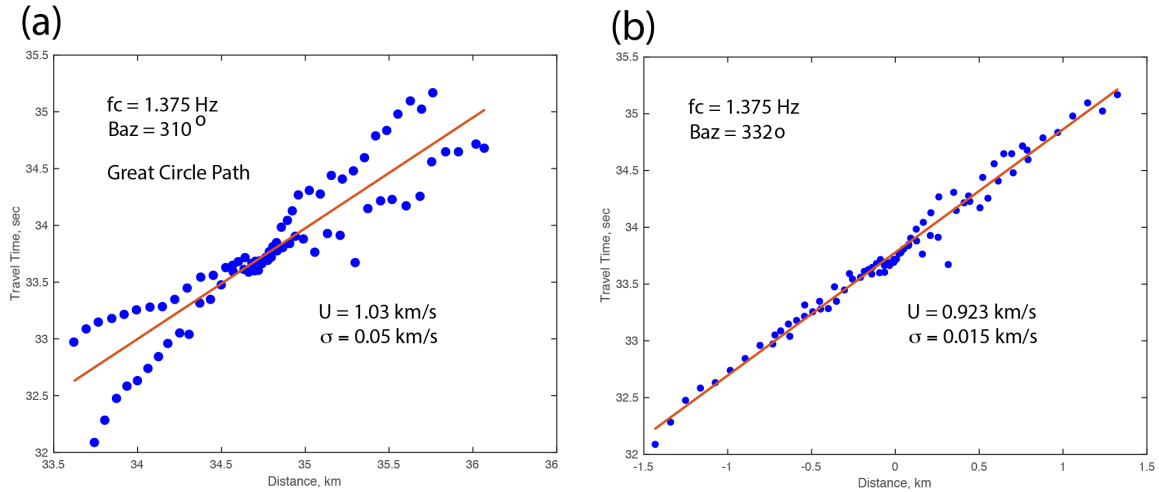 (a)
35.5
35
34.5
34
33.5
33
32.5
32
Travel Time, sec
fc = 1.375 Hz
Baz = 310°
Great Circle Path
U = 1.03 km/s
σ = 0.05 km/s
33.5 34 34.5 35 35.5 36 36
Distance, km
(b)
35.5
35
34.5
34
33.5
33
32.5
32
Travel Time, sec
fc = 1.375 Hz
Baz = 332o
U = 0.923 km/s
σ = 0.015 km/s
-1.5 -1 -0.5 0 0.5 1 1.5
Distance, km